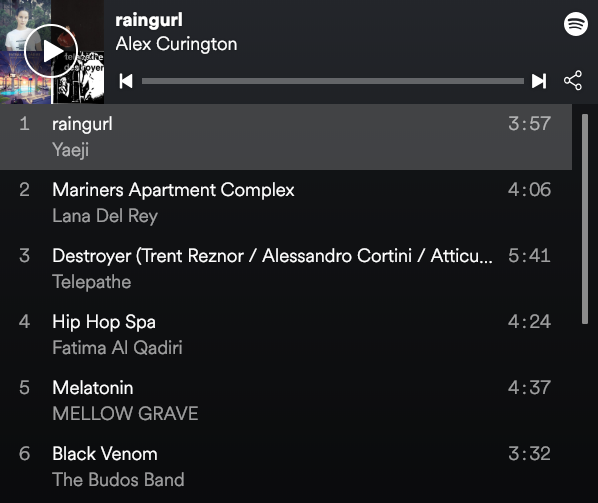 raingurl
Alex Curington
telepathe
destroyer
1 raingurl 3:57
Yaeji
2 Mariners Apartment Complex 4:06
Lana Del Rey
3 Destroyer (Trent Reznor / Alessandro Cortini / Atticu... 5:41
Telepathe
4 Hip Hop Spa 4:24
Fatima Al Qadiri
5 Melatonin 4:37
MELLOW GRAVE
6 Black Venom 3:32
The Budos Band